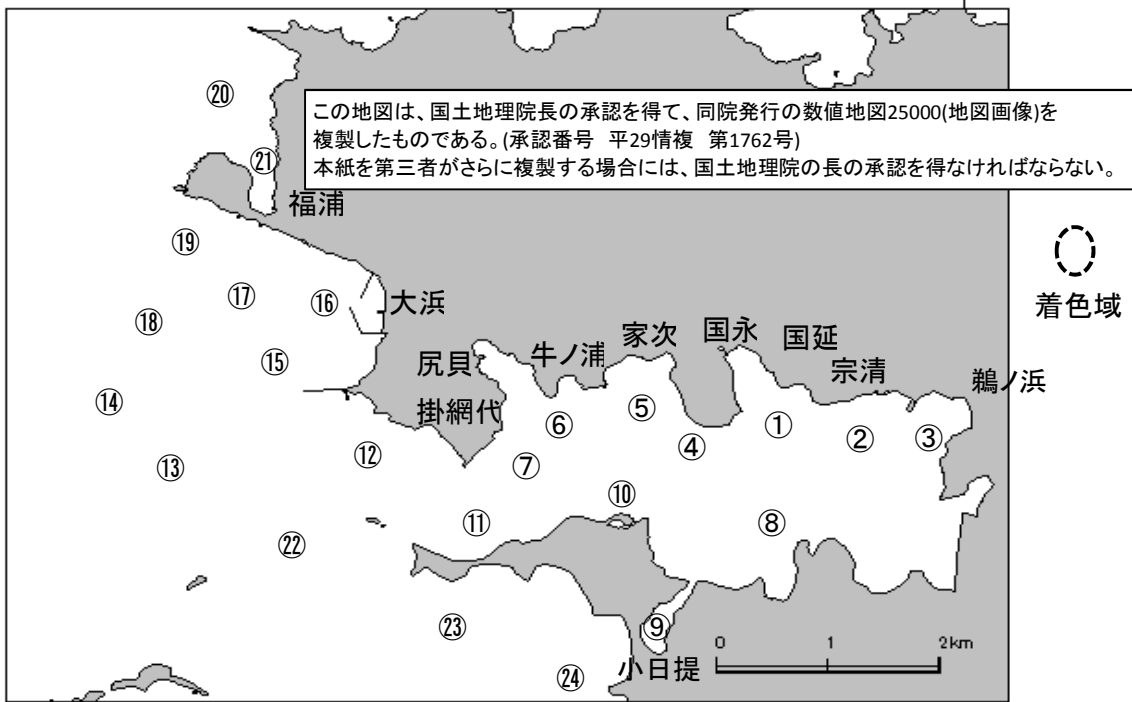 ⑳
この地図は、国土地理院長の承認を得て、同院発行の数値地図25000(地図画像)を
複製したものである。(承認番号 平29情複 第1762号)
本紙を第三者がさらに複製する場合には、国土地理院の長の承認を得なければならない。
㉑
福浦
⑲
着色域
⑰
⑯
大浜
⑱
家次
国永
国延
牛ノ浦
⑮
尻貝
宗清
鵜ノ浜
⑭
掛網代
⑤
⑥
①
②
③
④
⑫
⑬
⑦
⑩
⑪
⑧
㉒
㉓
⑨
0
1
2km
小日提
㉔